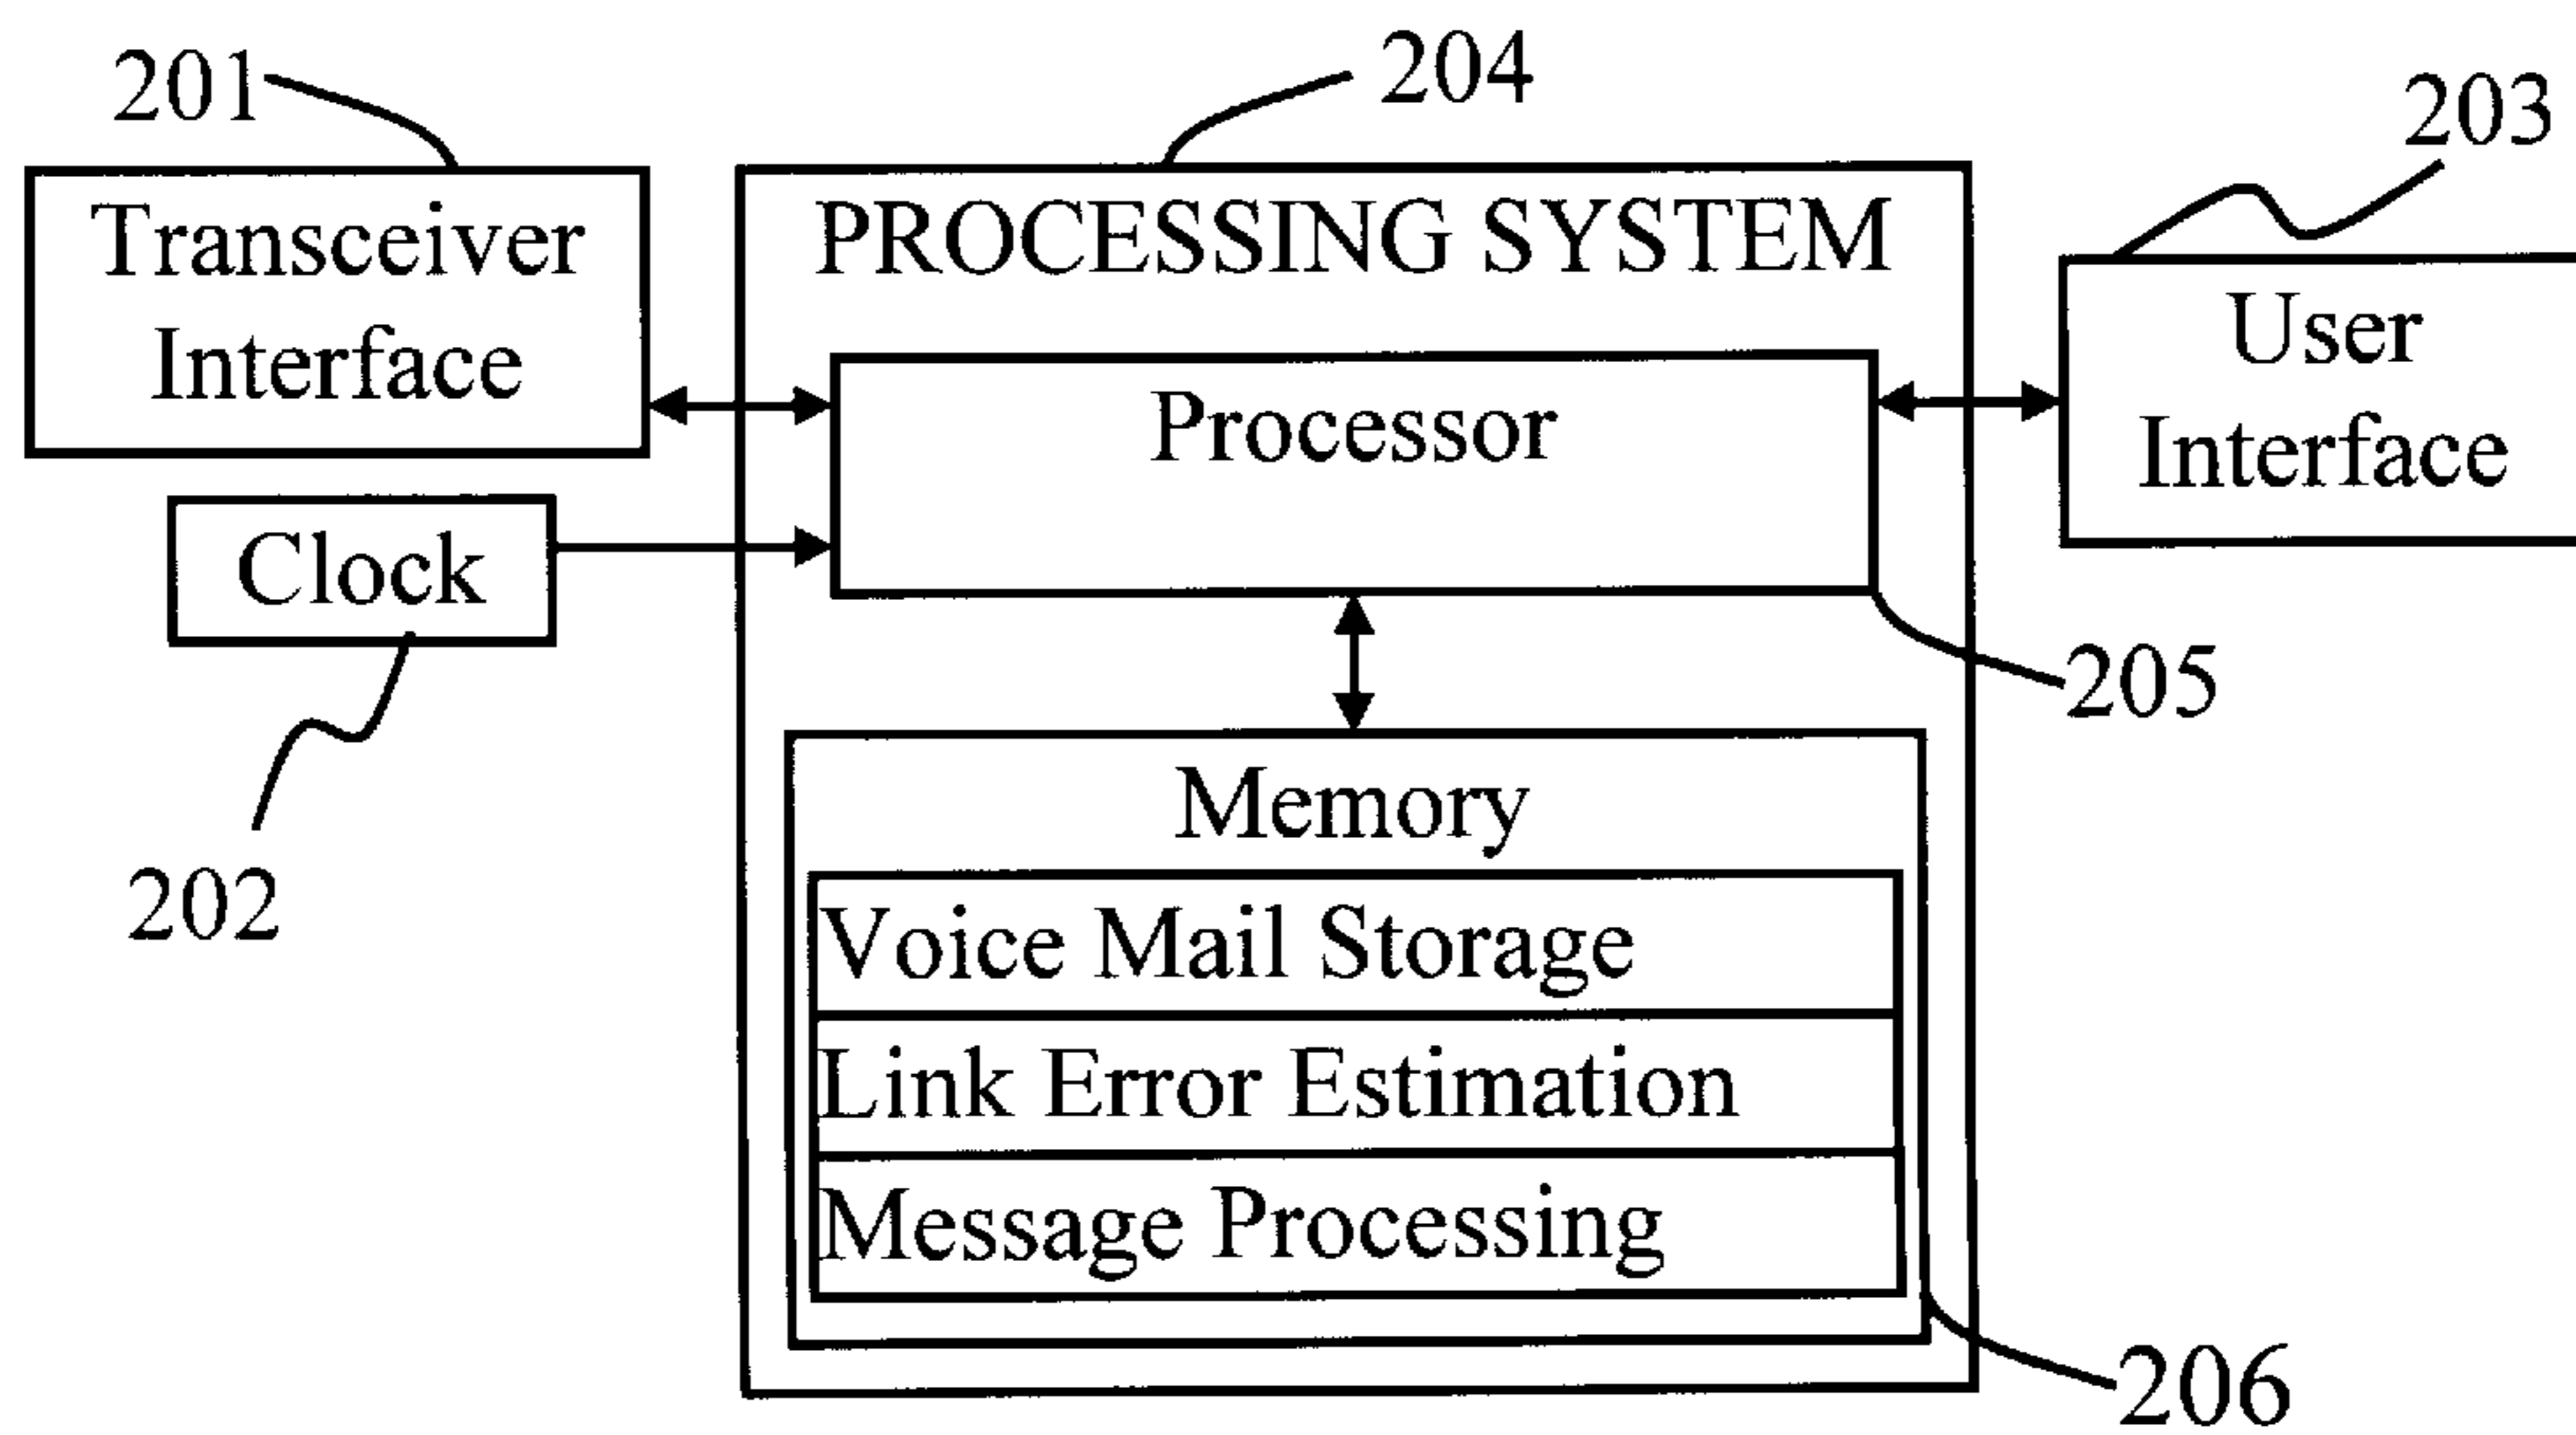 201
204
203
Transceiver
Interface
PROCESSING SYSTEM
User
Interface
Processor
Clock
205
202
Memory
Voice Mail Storage
Link Error Estimation
Message Processing
206